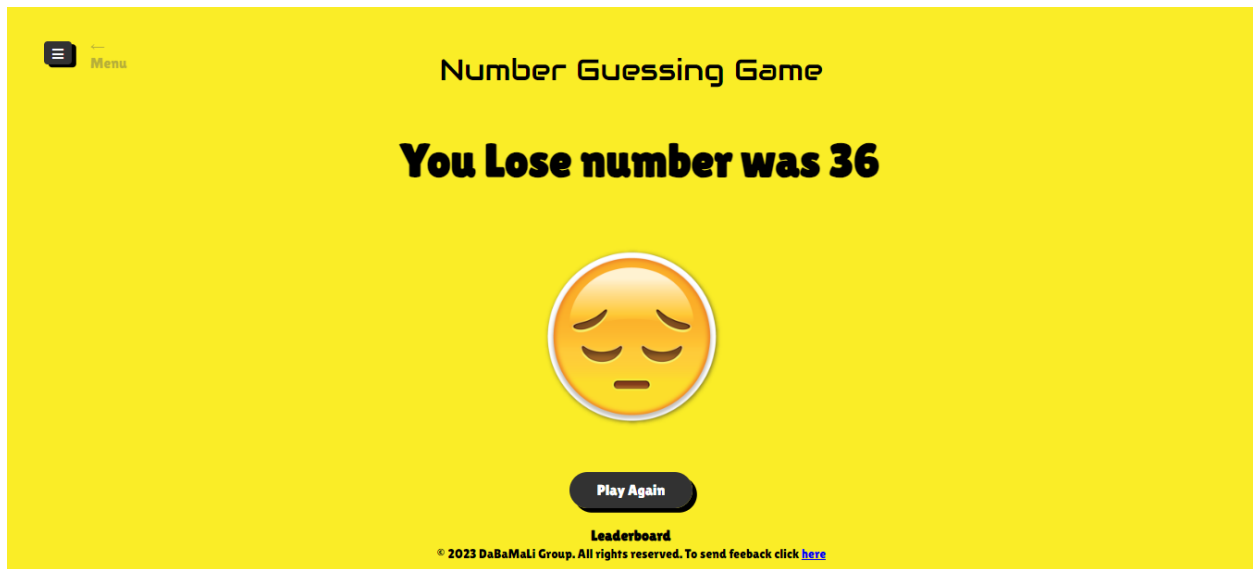 ←
Menu
Number Guessing Game
You Lose number was 36
Play Again
Leaderboard
© 2023 DaBaMaLi Group. All rights reserved. To send feeback click here